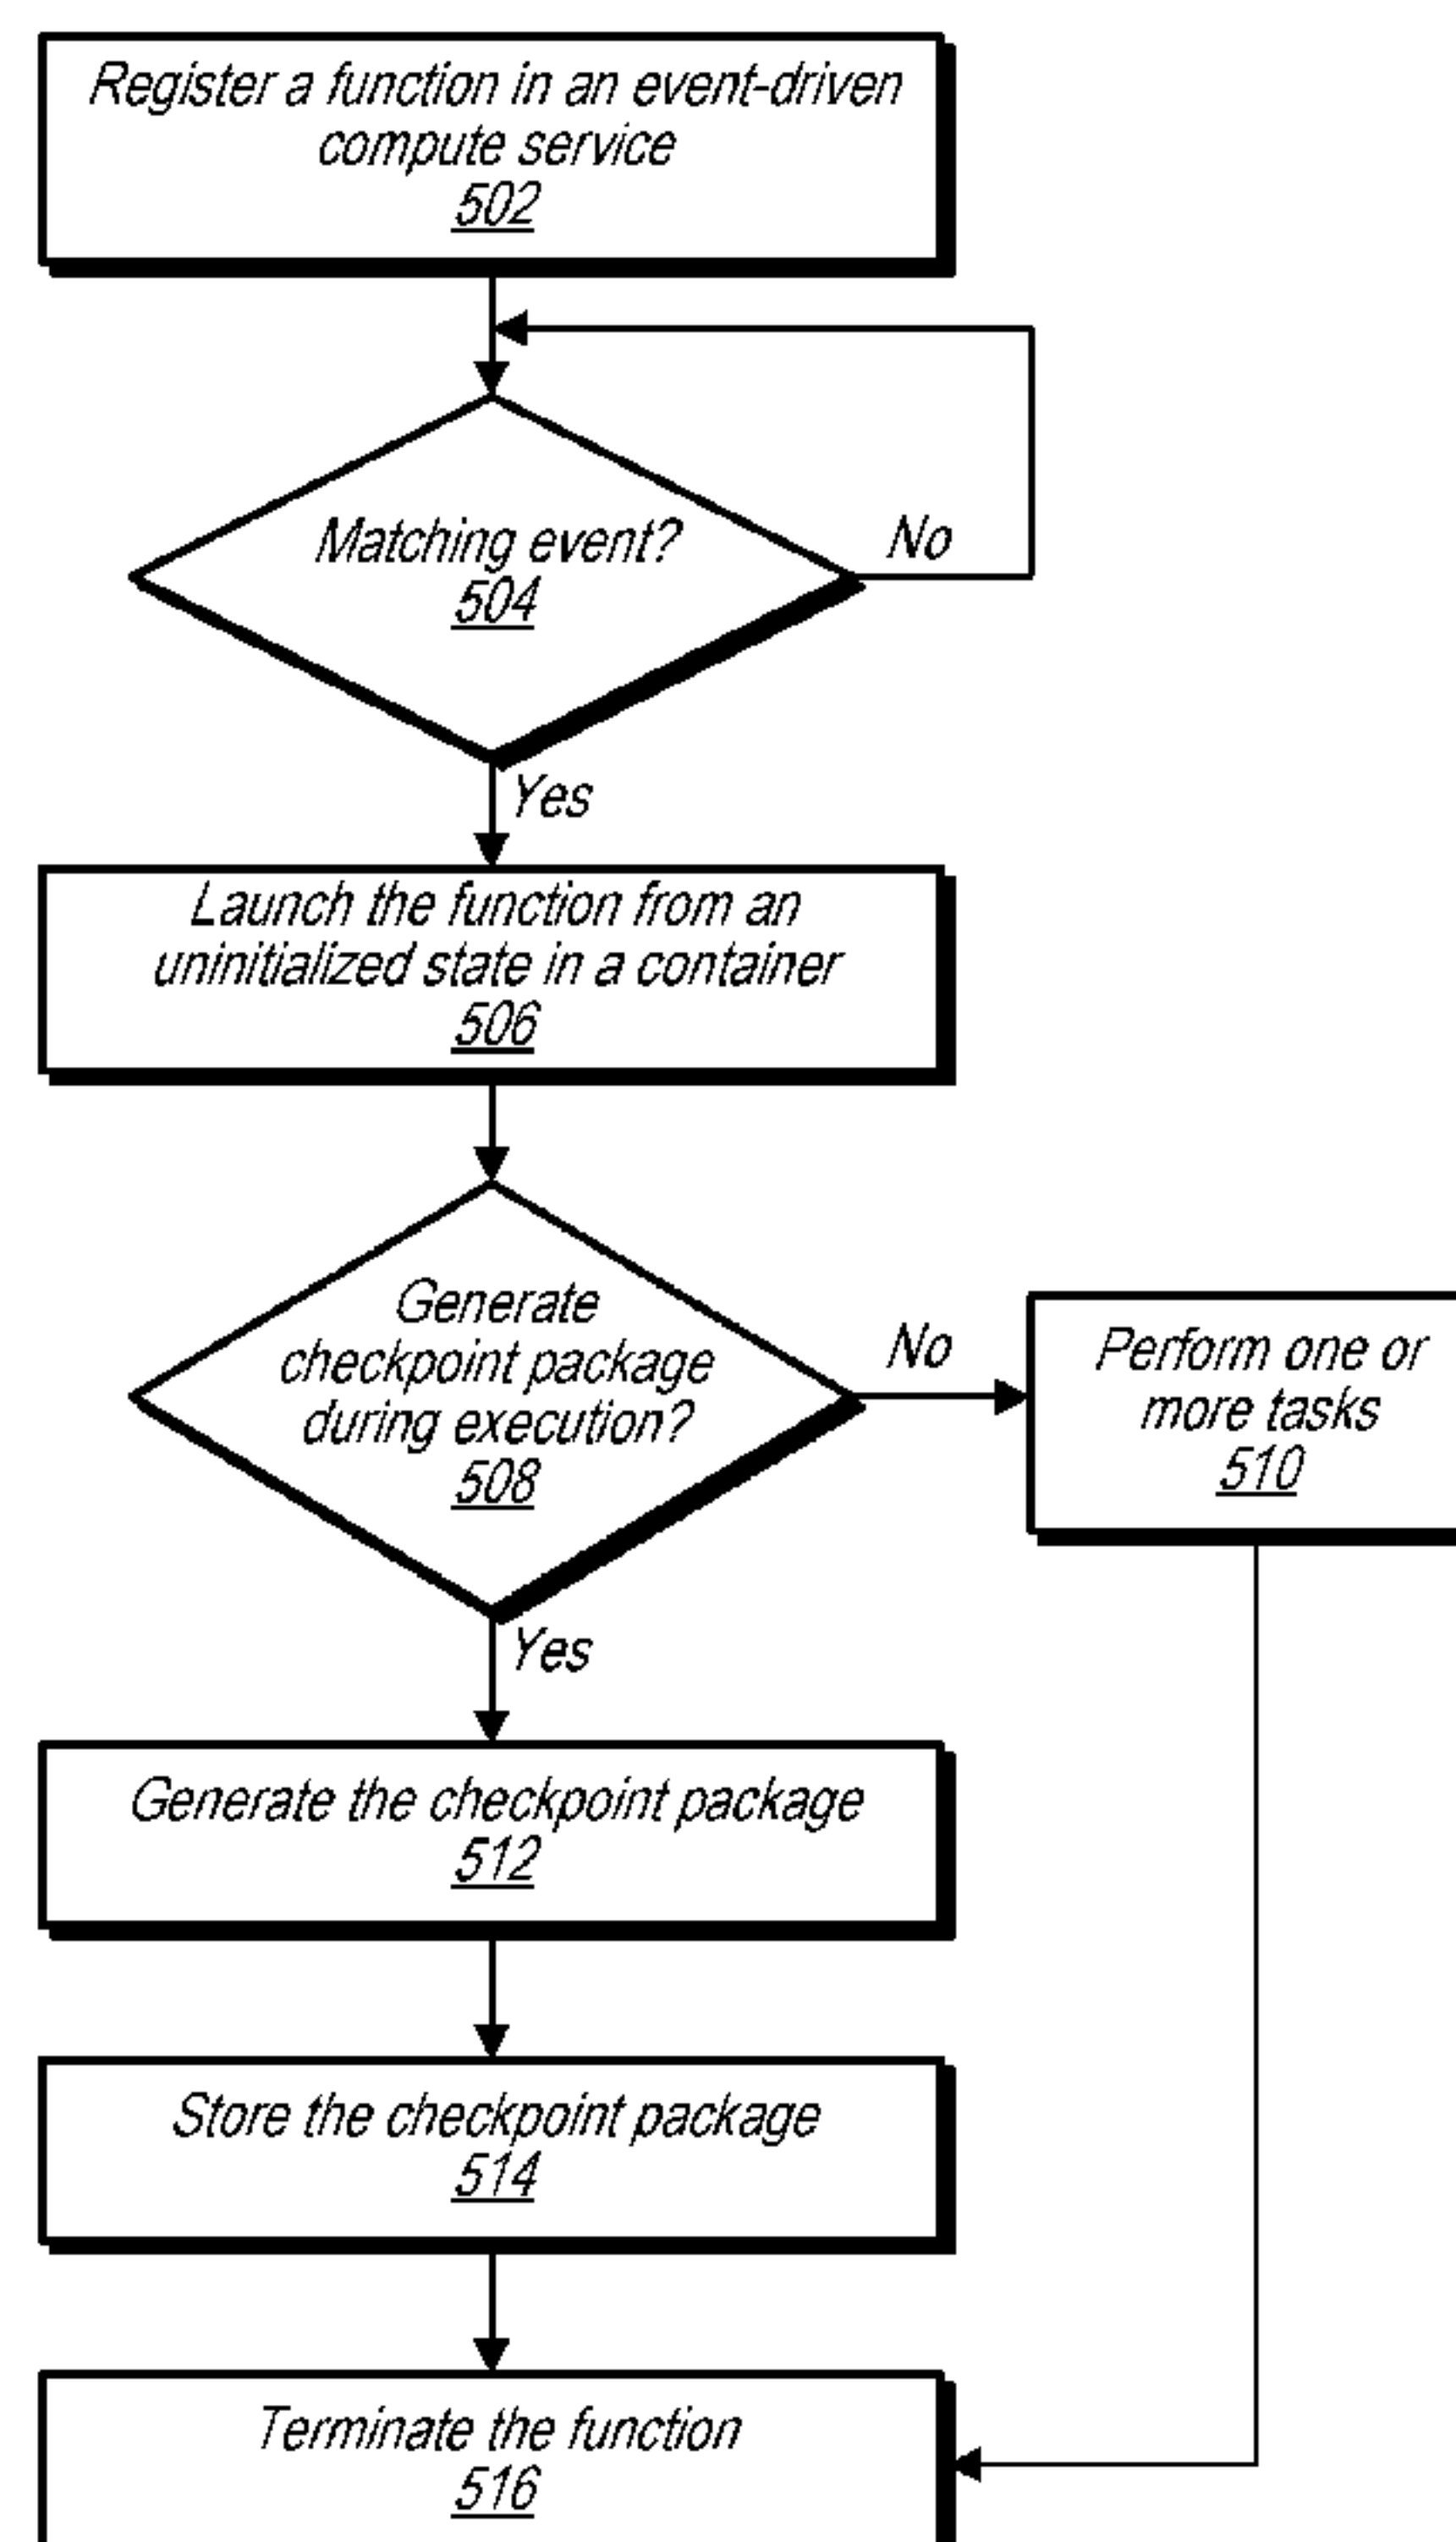 Register a function in an event-driven
compute service
502
Matching event?
504
No
Yes
Launch the function from an
uninitialized state in a container
506
Generate
checkpoint package
during execution?
508
No
Perform one or
more tasks
510
Yes
Generate the checkpoint package
512
Store the checkpoint package
514
Terminate the function
516